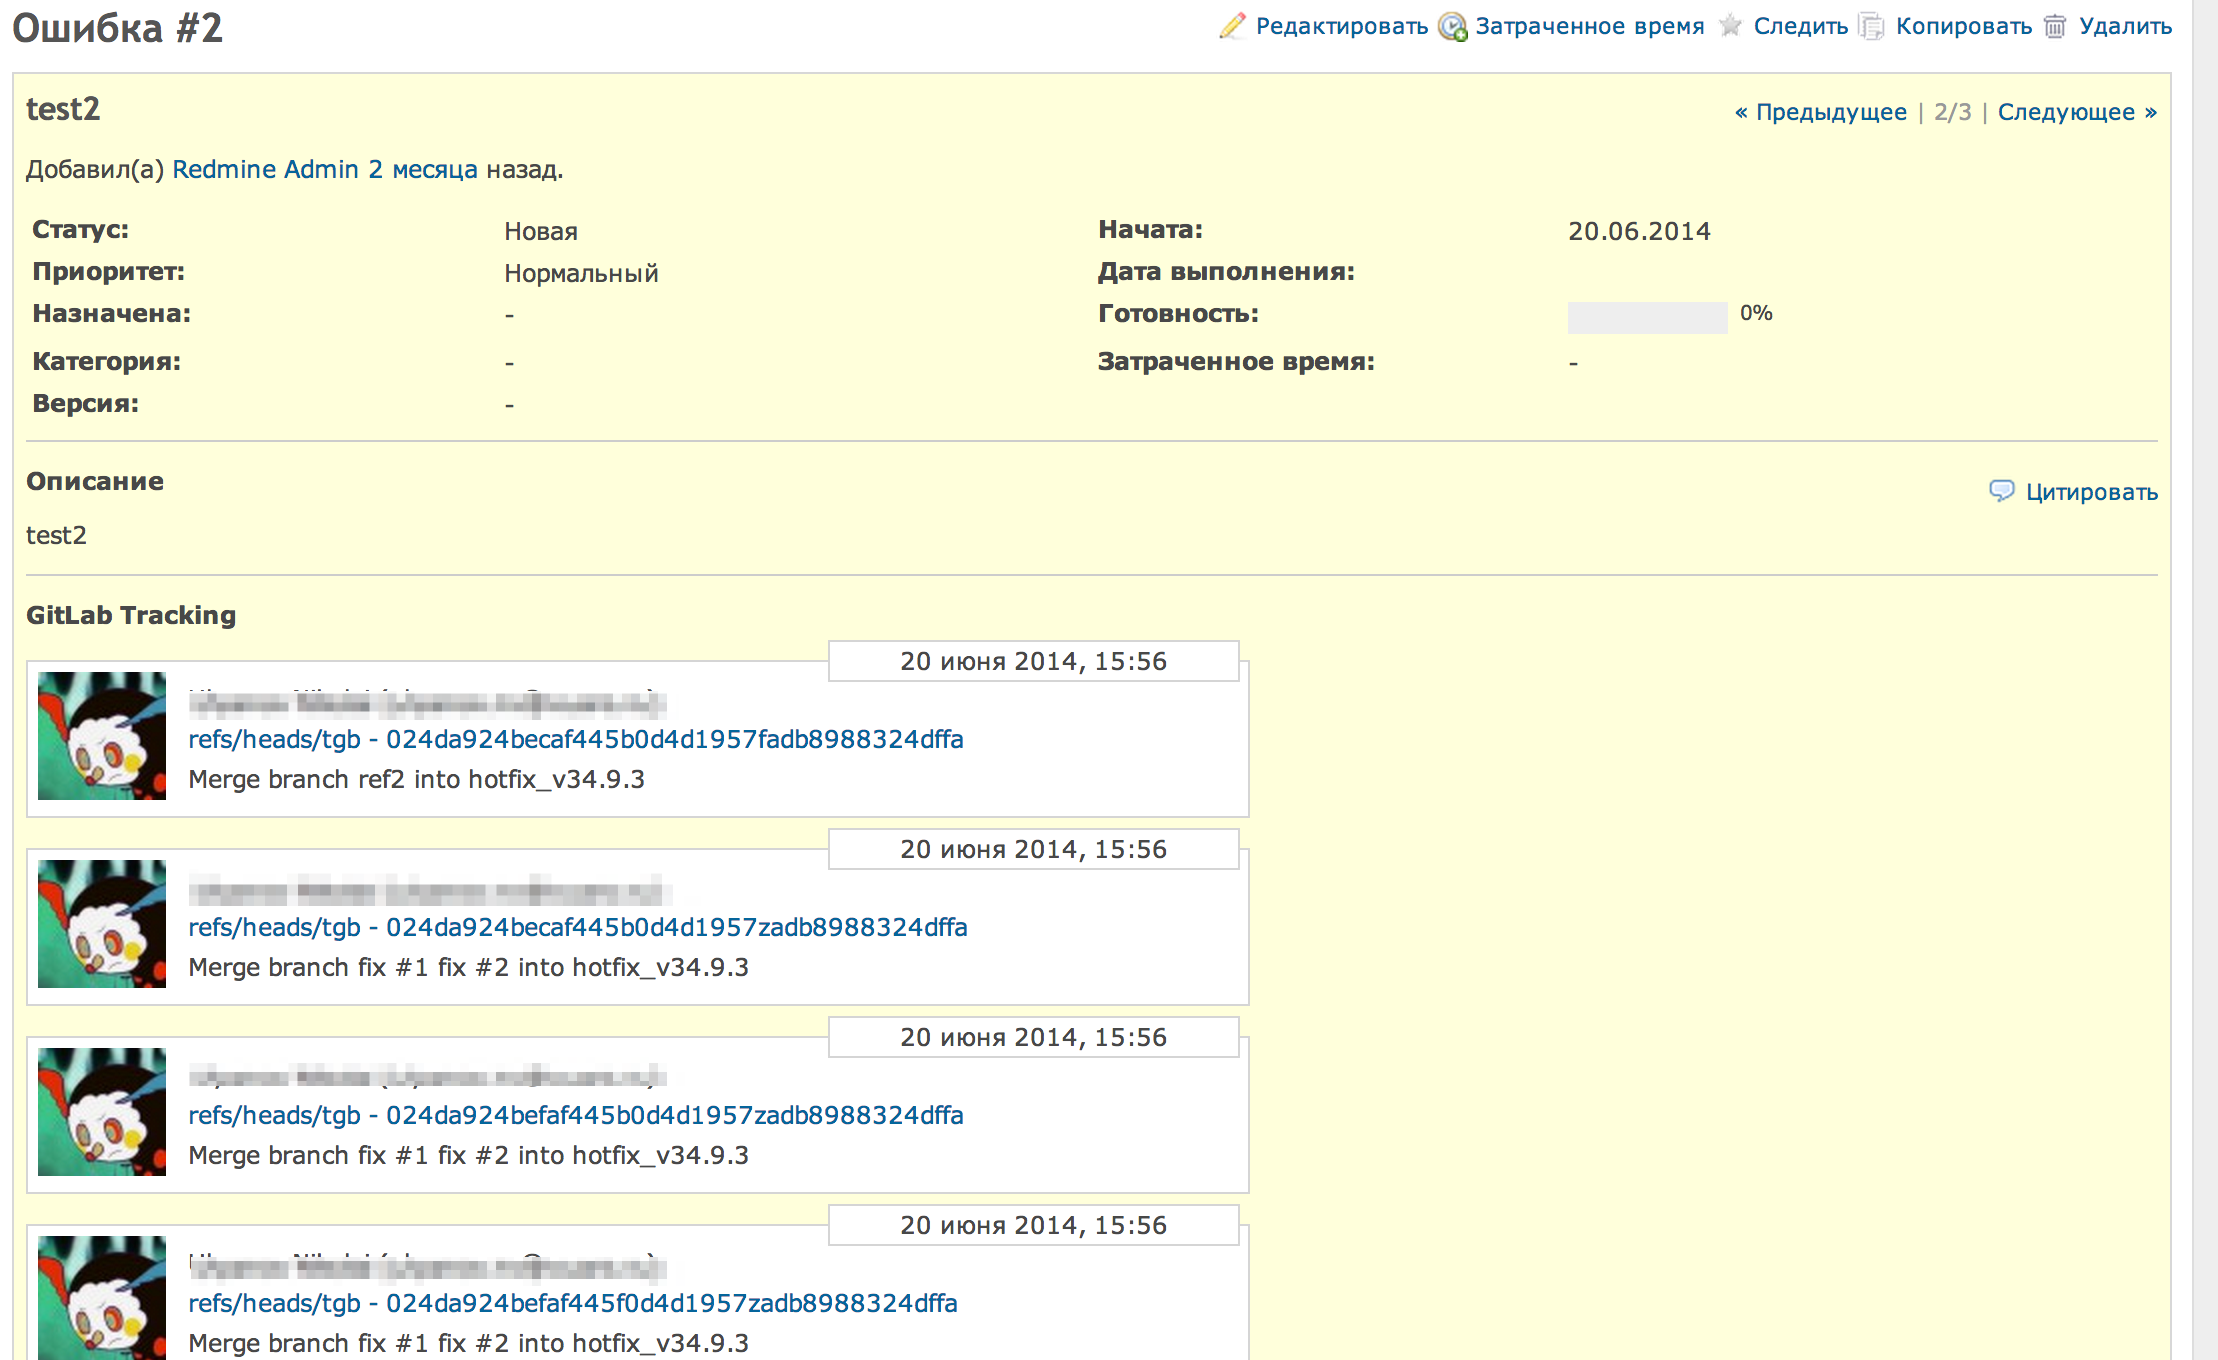 Ошибка #2
Редактировать Затраченное время Следить Копировать Удалить
test2
« Предыдущее | 2/3 | Следующее »
Добавил(а) Redmine Admin 2 месяца назад.
Статус: Новая Начата: 20.06.2014
Приоритет: Нормальный Дата выполнения:
Назначена: - Готовность: 0%
Категория: - Затраченное время: -
Версия: -
Описание
Цитировать
test2
GitLab Tracking
20 июня 2014, 15:56
refs/heads/tgb - 024da924becaf445b0d4d1957fadb8988324dffa
Merge branch ref2 into hotfix_v34.9.3
20 июня 2014, 15:56
refs/heads/tgb - 024da924becaf445b0d4d1957zadb8988324dffa
Merge branch fix #1 fix #2 into hotfix_v34.9.3
20 июня 2014, 15:56
refs/heads/tgb - 024da924befaf445b0d4d1957zadb8988324dffa
Merge branch fix #1 fix #2 into hotfix_v34.9.3
20 июня 2014, 15:56
refs/heads/tgb - 024da924befaf445f0d4d1957zadb8988324dffa
Merge branch fix #1 fix #2 into hotfix_v34.9.3